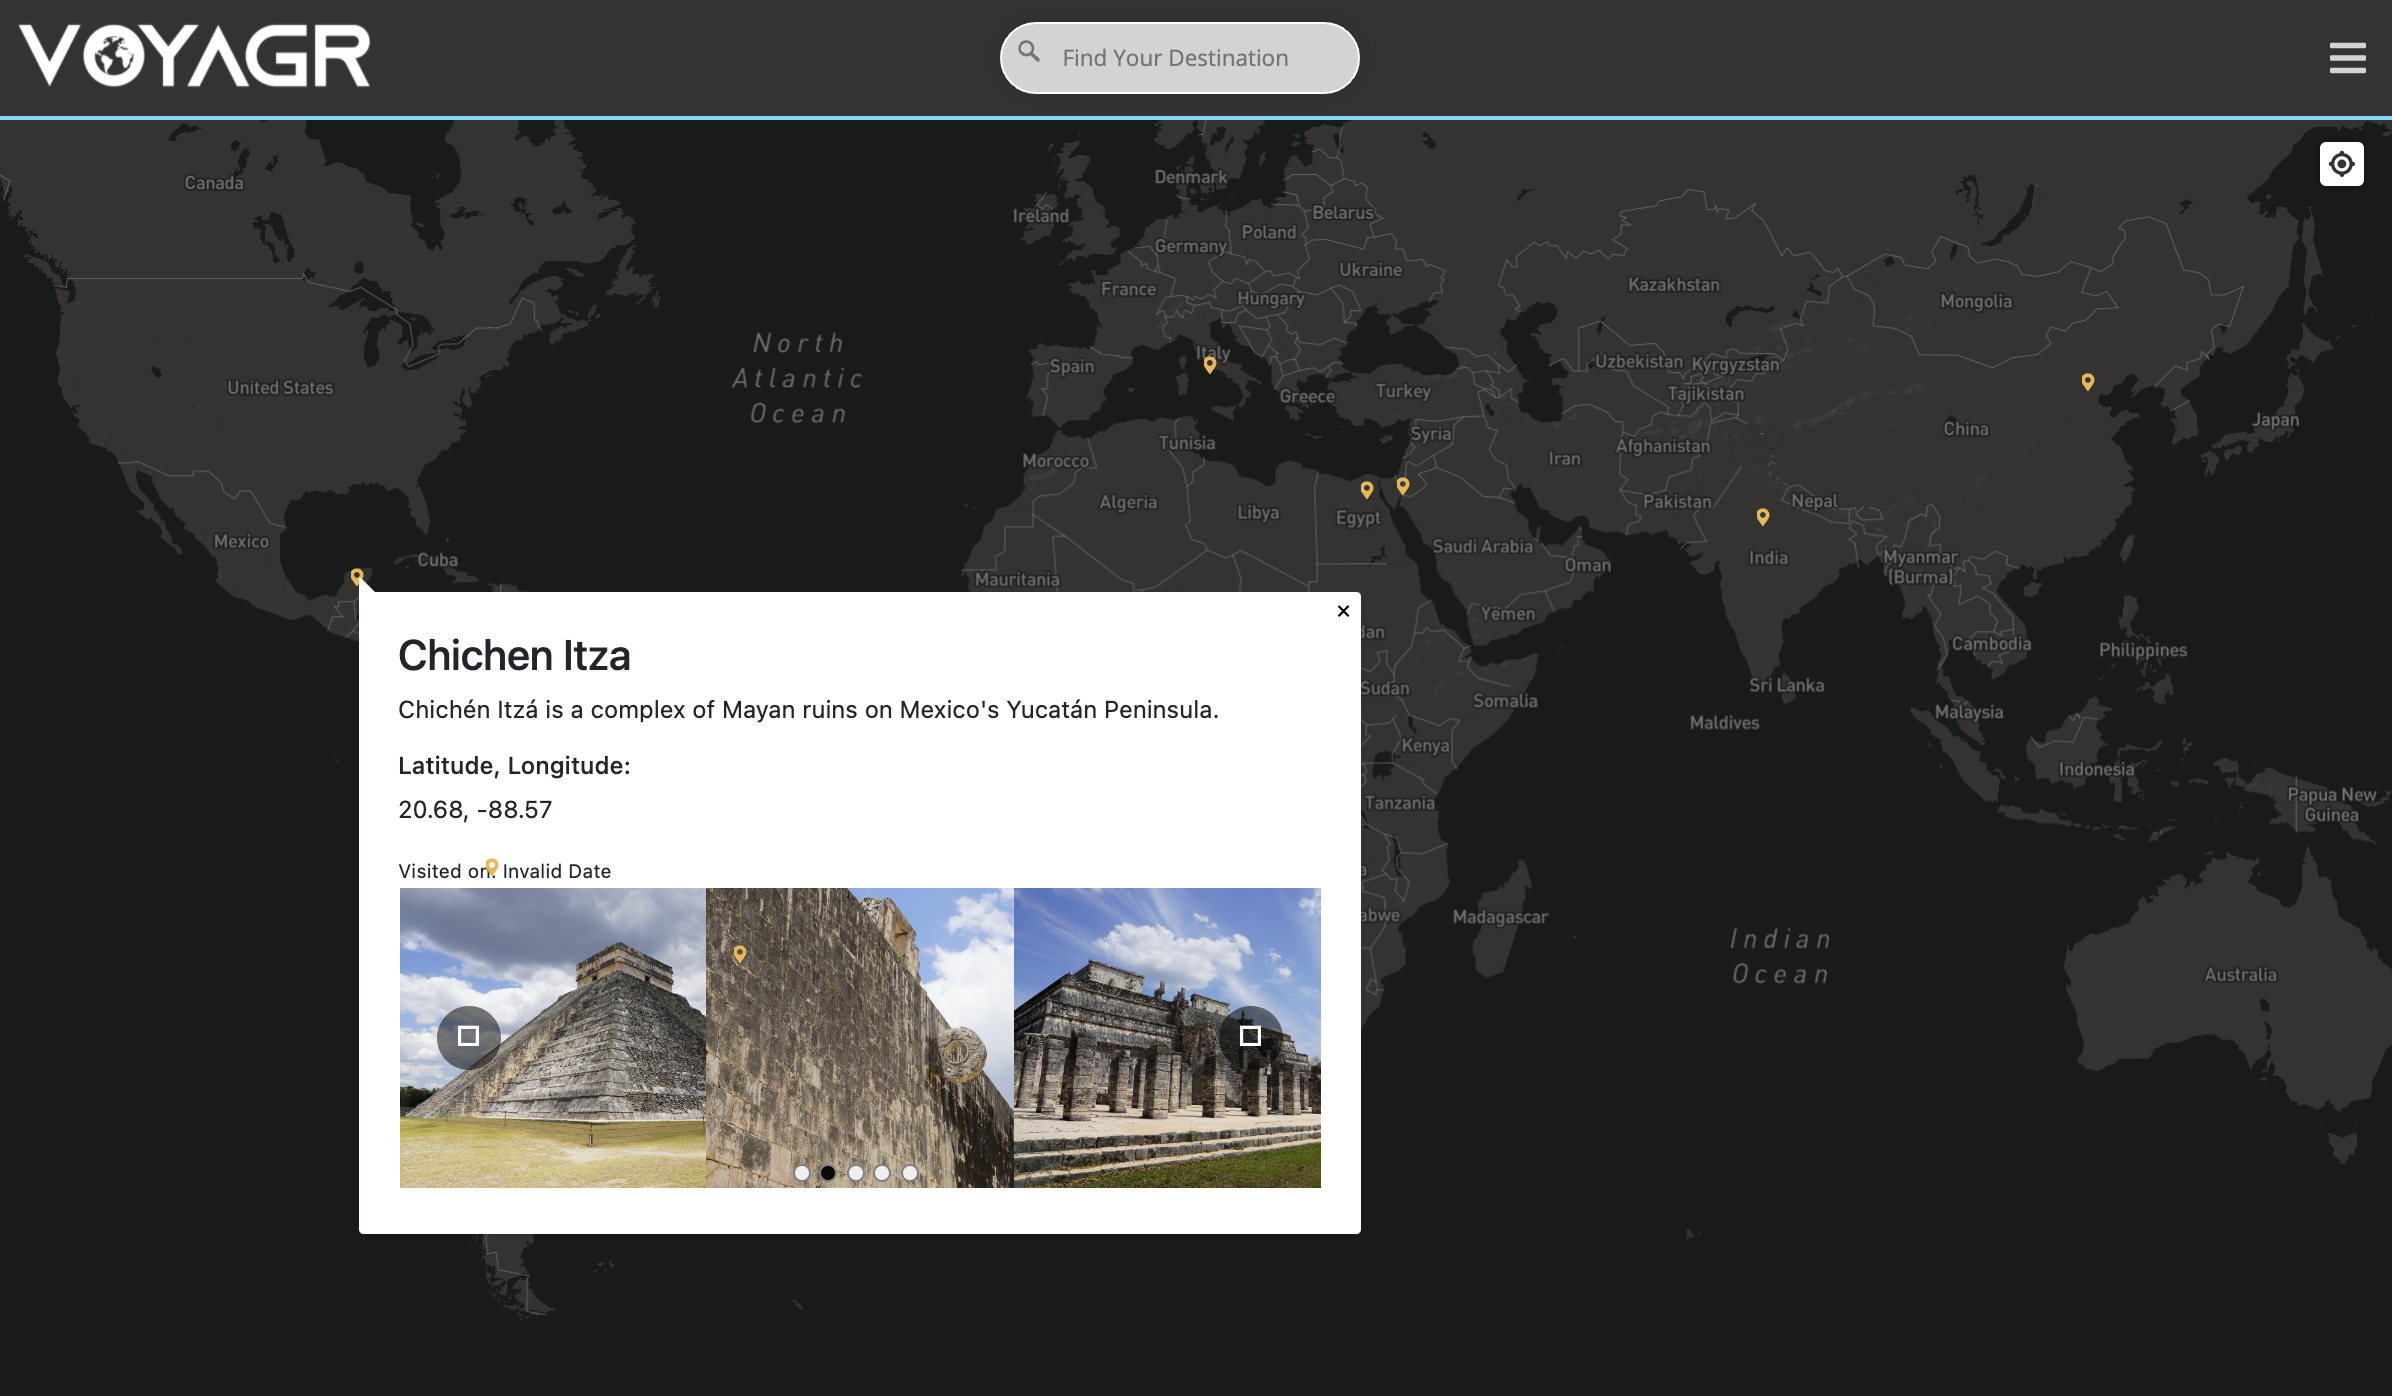 VOYAGR
Find Your Destination
Canada
Denmark
Ireland
Belarus
Poland
Germany
Ukraine
Kazakhstan
France
Hungary
Mongolia
North
Atlantic
Ocean
Italy
Spain
Uzbekistan
Kyrgyzstan
United States
Greece
Turkey
Tajikistan
Japan
China
Tunisia
Syria
Afghanistan
Morocco
Iran
Algeria
Libya
Egypt
Pakistan
Nepal
Mexico
Cuba
Saudi Arabia
India
Myanmar
(Burma)
Oman
Mauritania
Yemen
dan
Cambodia
Philippines
Sudan
Sri Lanka
Somalia
Maldives
Malaysia
Kenya
Indonesia
Tanzania
Papua New
Guinea
a
abwe
Madagascar
Indian
Ocean
Australia
×
Chichen Itza
Chichén Itzá is a complex of Mayan ruins on Mexico's Yucatán Peninsula.
Latitude, Longitude:
20.68, -88.57
Visited on: Invalid Date